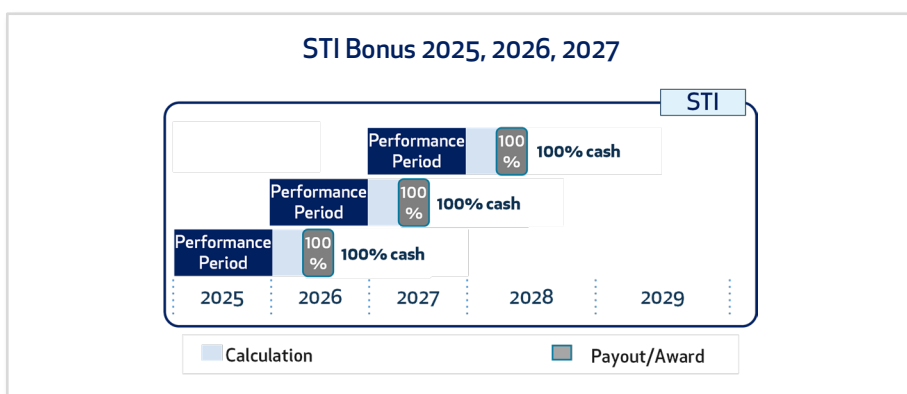 STI Bonus 2025, 2026, 2027
STI
Performance
Period
100
%
100% cash
Performance
Period
100
%
100% cash
Performance
Period
100
%
100% cash
2025
2026
2027
2028
2029
Calculation
Payout/Award